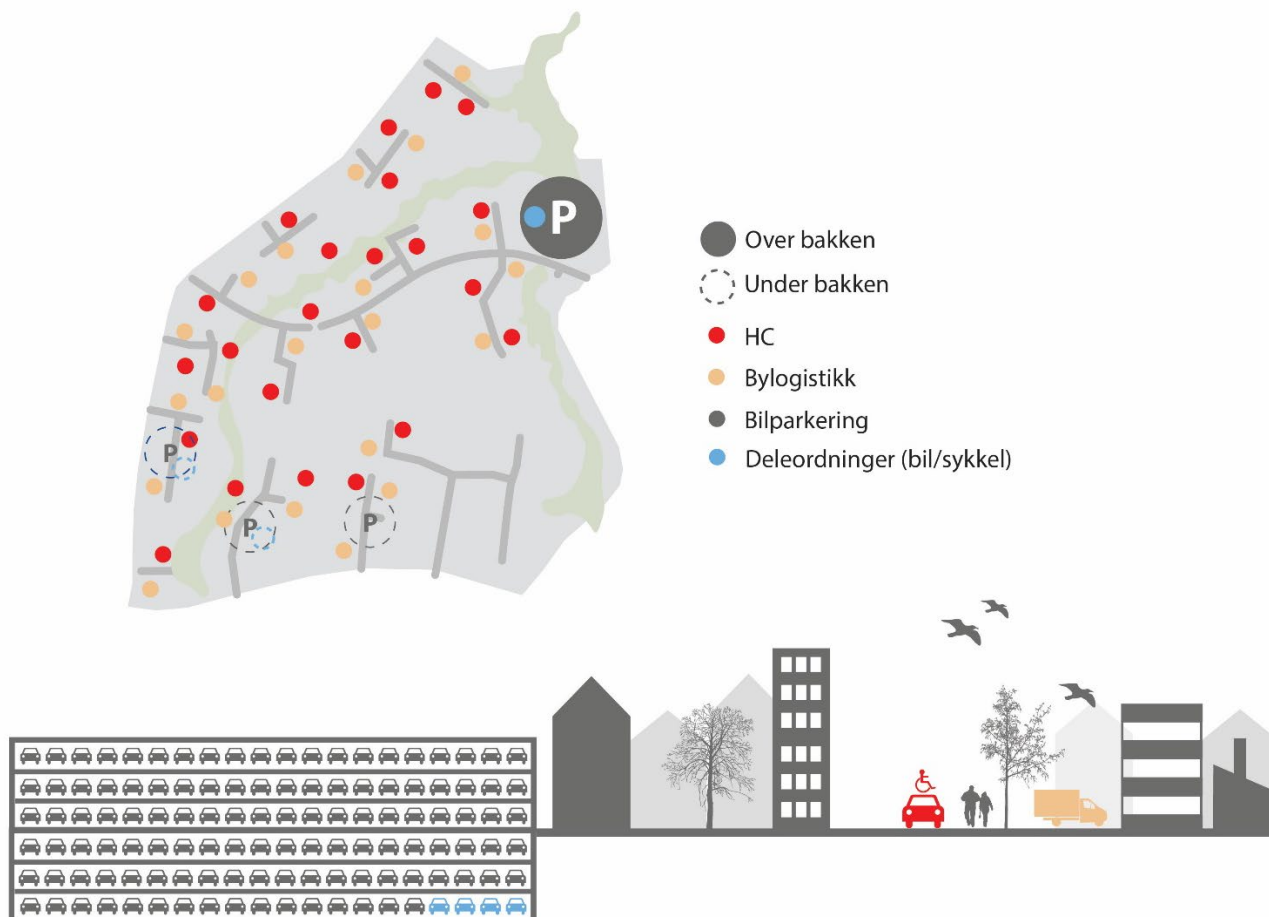 P
Over bakken
Under bakken
HC
Bylogistikk
P
Bilparkering
Deleordninger (bil/sykkel)
P
P